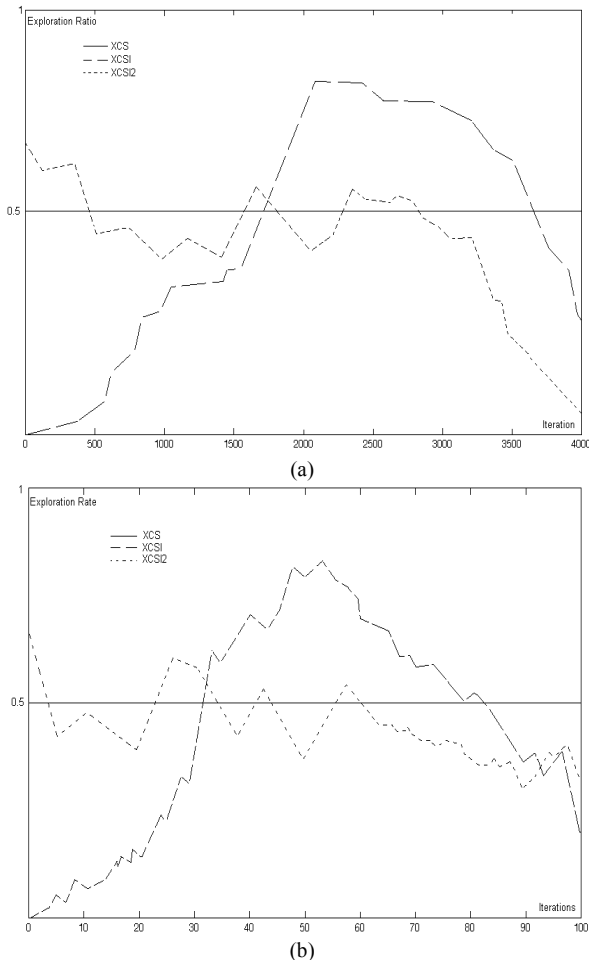 1
Exploration Ratio
XCS
XCSI
XCSI2
0.5
Iteration
0 500 1000 1500 2000 2500 3000 3500 4000
(a)
1
Exploration Rate
XCS
XCSI
XCSI2
0.5
Iterations
0 10 20 30 40 50 60 70 80 90 100
(b)